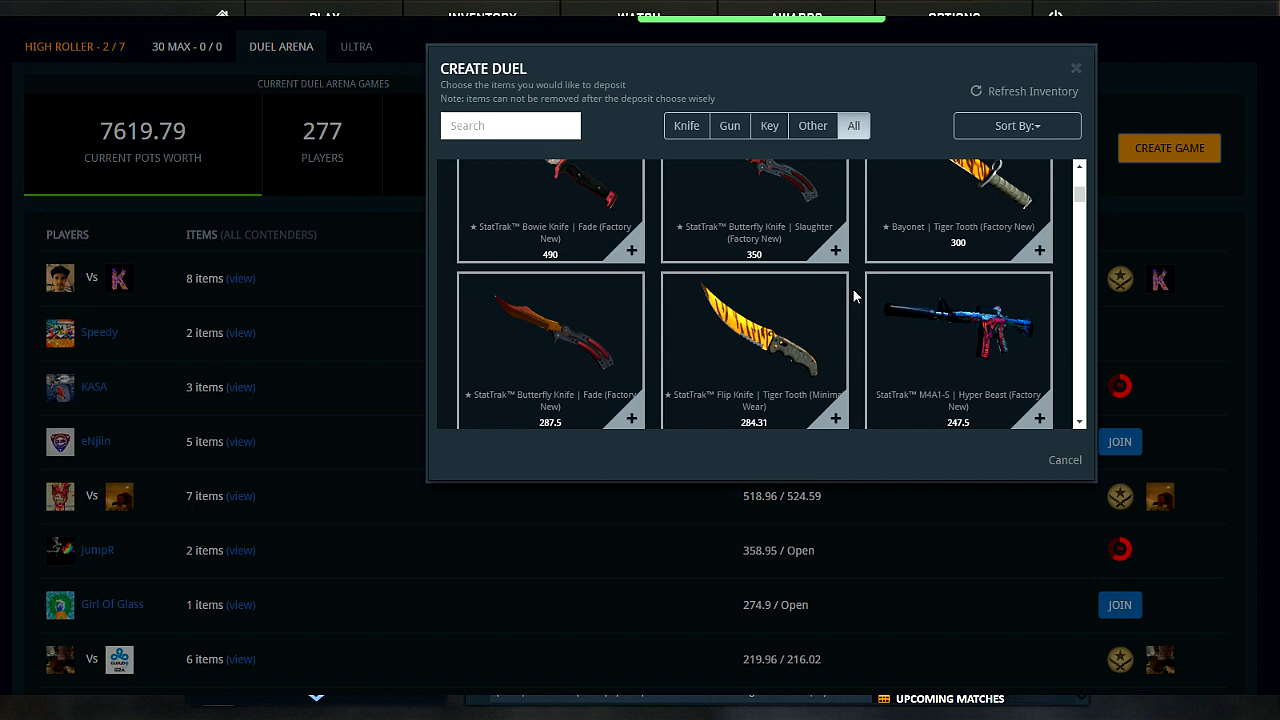 PLAY INVENTORY WATCH AWARDS OPTIONS
HIGH ROLLER - 2 / 7 30 MAX - 0 / 0 DUEL ARENA ULTRA
CURRENT DUEL ARENA GAMES
7619.79
CURRENT POTS WORTH
277
PLAYERS
CREATE GAME
CREATE DUEL
Choose the items you would like to deposit
Note: items can not be removed after the deposit choose wisely
Refresh Inventory
Search
Knife Gun Key Other All
Sort By:
★ StatTrak™ Bowie Knife | Fade (Factory
New)
490
★ StatTrak™ Butterfly Knife | Slaughter
(Factory New)
350
★ Bayonet | Tiger Tooth (Factory New)
300
★ StatTrak™ Butterfly Knife | Fade (Factory
New)
287.5
★ StatTrak™ Flip Knife | Tiger Tooth (Minima
Wear)
284.31
StatTrak™ M4A1-S | Hyper Beast (Factory
New)
247.5
Cancel
PLAYERS ITEMS (ALL CONTENDERS)
Vs K 8 items (view) K
Speedy 2 items (view)
KASA 3 items (view)
eNjiin 5 items (view) JOIN
Vs 7 items (view) 518.96 / 524.59
JumpR 2 items (view) 358.95 / Open
Girl Of Glass 1 items (view) 274.9 / Open JOIN
Vs 6 items (view) 219.96 / 216.02
UPCOMING MATCHES